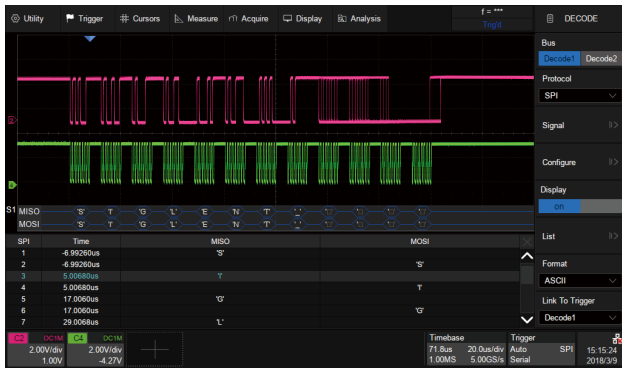 Utility Trigger Cursors Measure Acquire Display Analysis f = *** Trig'd DECODE
Bus
Decode1 Decode2
Protocol
SPI
Signal
Configure
Display
on
List
Format
ASCII
Link To Trigger
Decode1
S1 MISO 'S' 'I' 'G' 'L' 'E' 'N' 'T'
MOSI 'S' 'I' 'G' 'L' 'E' 'N' 'T'
SPI Time MISO MOSI
1 -6.99260us 'S'
2 -6.99260us 'S'
3 5.00680us 'I'
4 5.00680us 'I'
5 17.0060us 'G'
6 17.0060us 'G'
7 29.0068us 'L'
C2 DC1M C4 DC1M Timebase Trigger
2.00V/div 2.00V/div 71.8us 20.0us/div Auto SPI 15:15:24
1.00V -4.27V 1.00MS 5.00GS/s Serial 2018/3/9